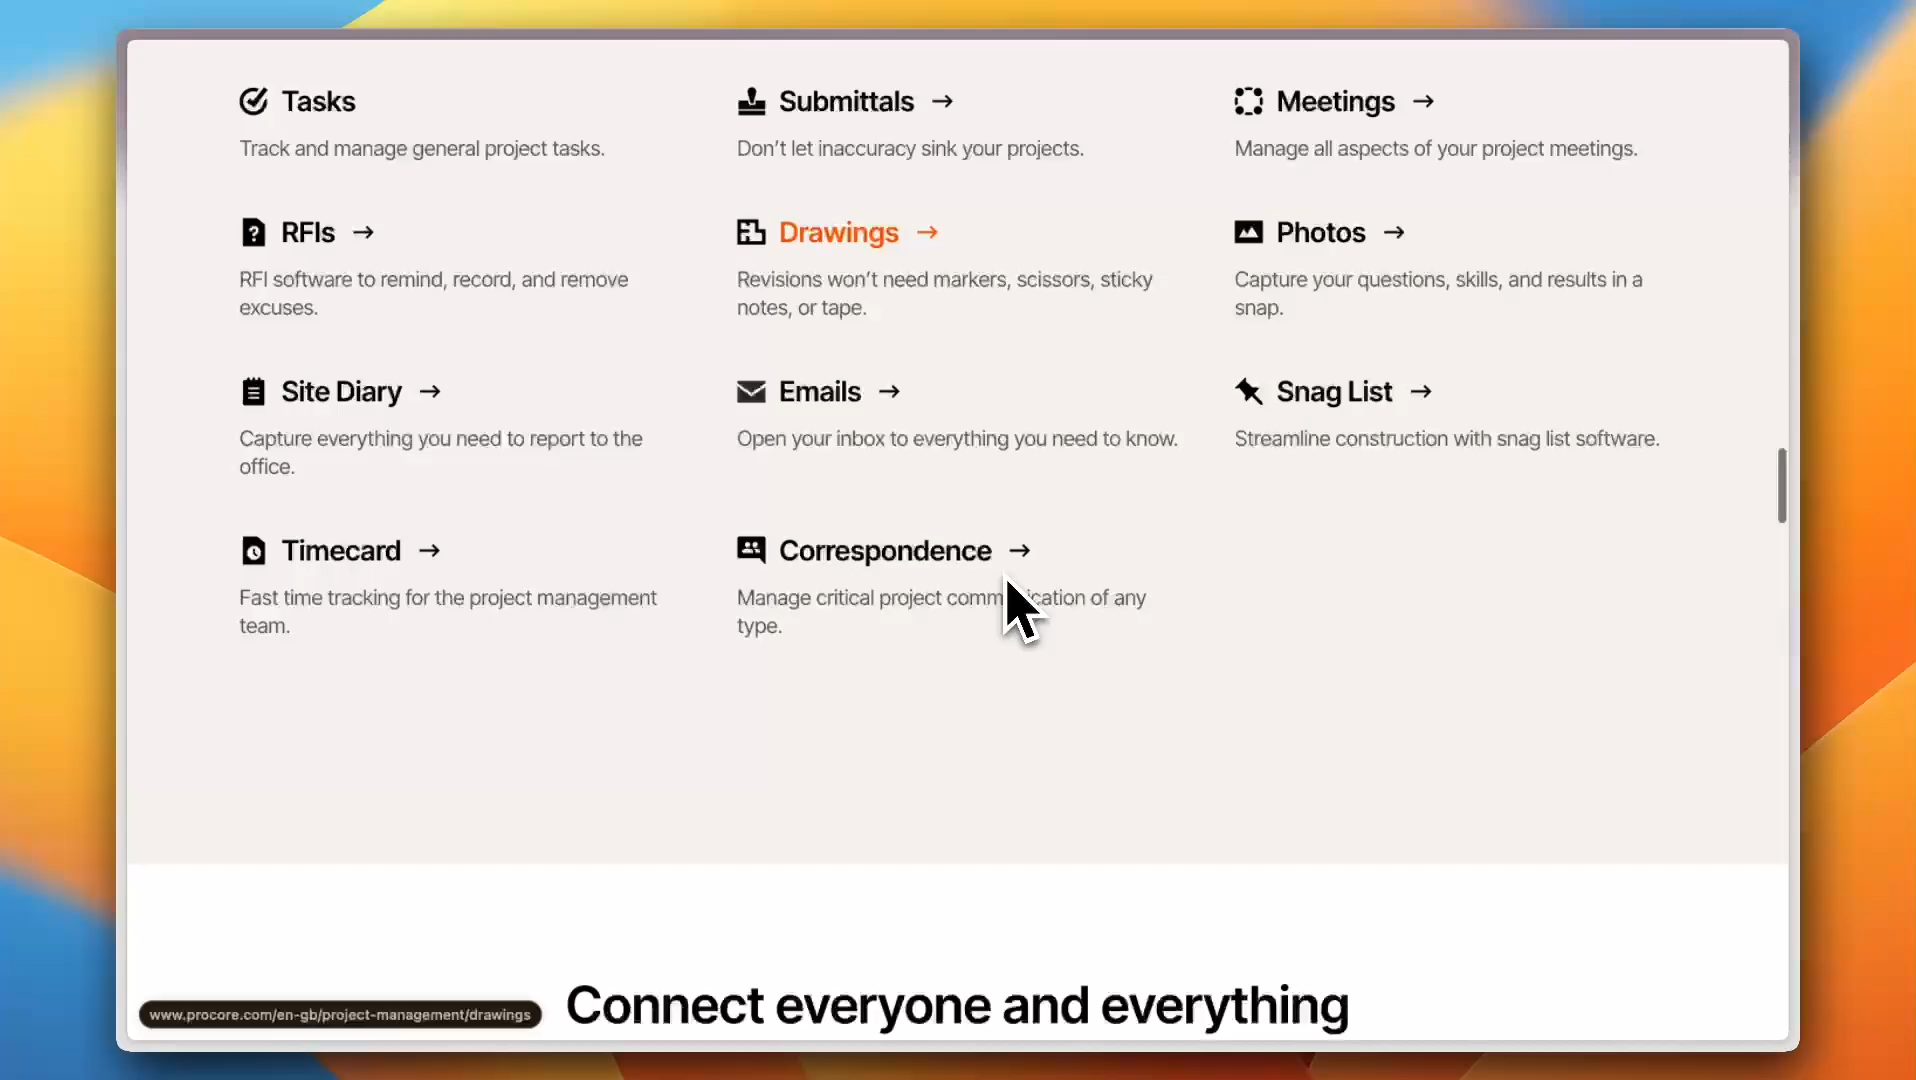 Tasks
Track and manage general project tasks.
Submittals →
Don't let inaccuracy sink your projects.
Meetings →
Manage all aspects of your project meetings.
RFIs →
RFI software to remind, record, and remove
excuses.
Drawings →
Revisions won't need markers, scissors, sticky
notes, or tape.
Photos →
Capture your questions, skills, and results in a
snap.
Site Diary →
Capture everything you need to report to the
office.
Emails →
Open your inbox to everything you need to know.
Snag List →
Streamline construction with snag list software.
Timecard →
Fast time tracking for the project management
team.
Correspondence →
Manage critical project of any
type.
Connect everyone and everything
www.procore.com/en-gb/project-management/drawings